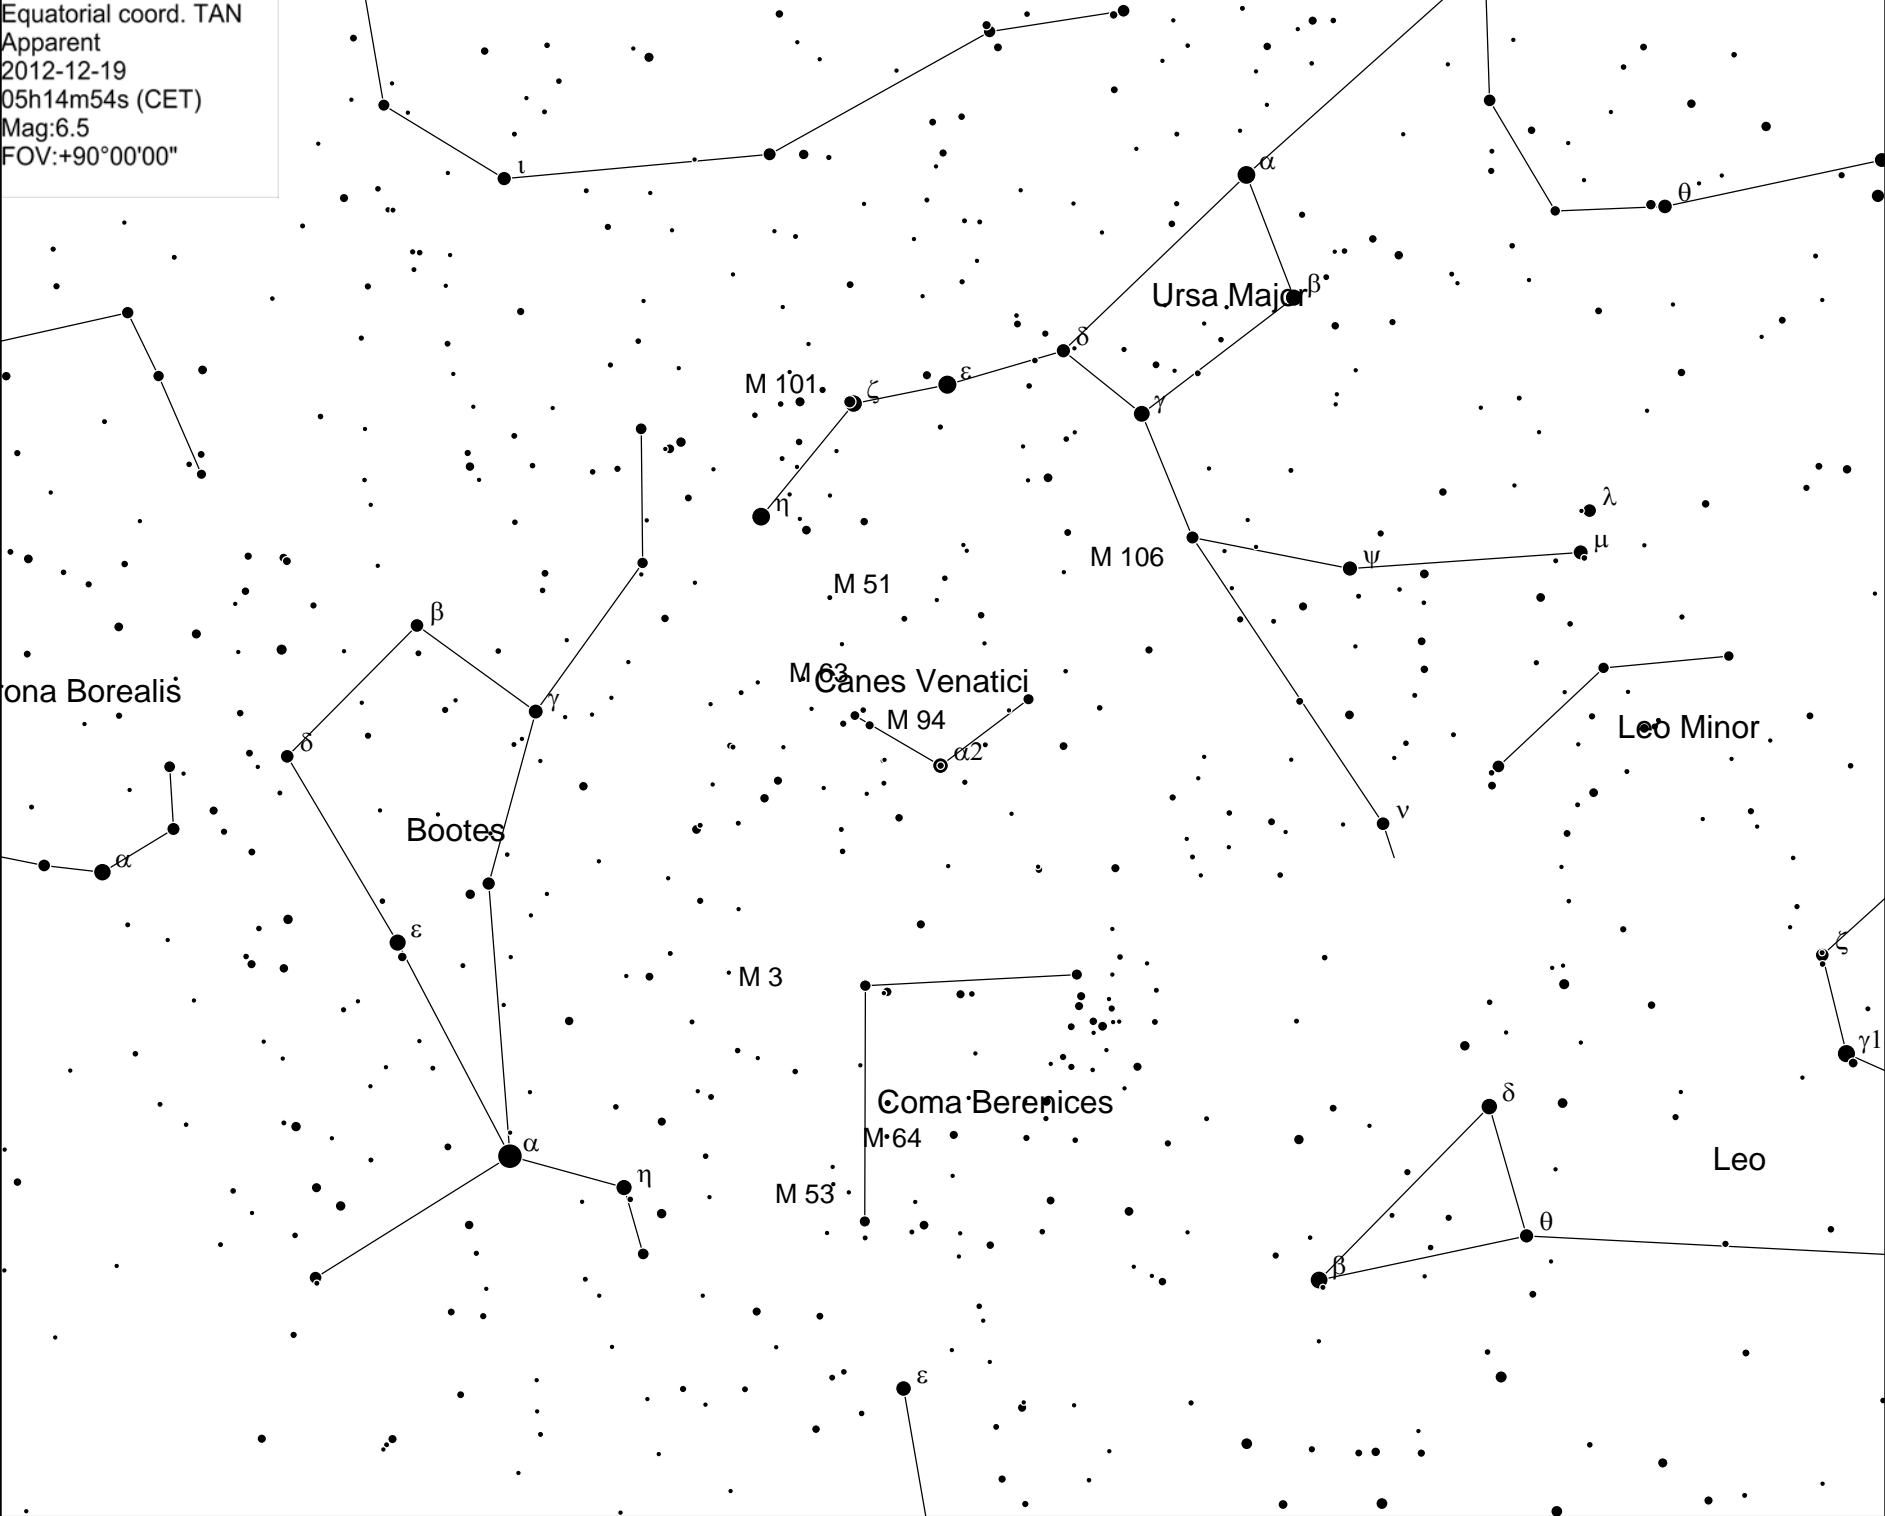 Equatorial coord. TAN
Apparent
2012-12-19
05h14m54s (CET)
Mag:6.5
FOV:+90°00'00"
ι
α
θ
Ursa Major
β
δ
M 101
ζ
ε
γ
η
λ
μ
M 106
ψ
M 51
β
M 63
Canes Venatici
rona Borealis
γ
M 94
Leo Minor
δ
α2
ν
Bootes
α
ε
ζ
M 3
γ1
Coma Berenices
δ
M 64
α
Leo
η
M 53
θ
β
ε